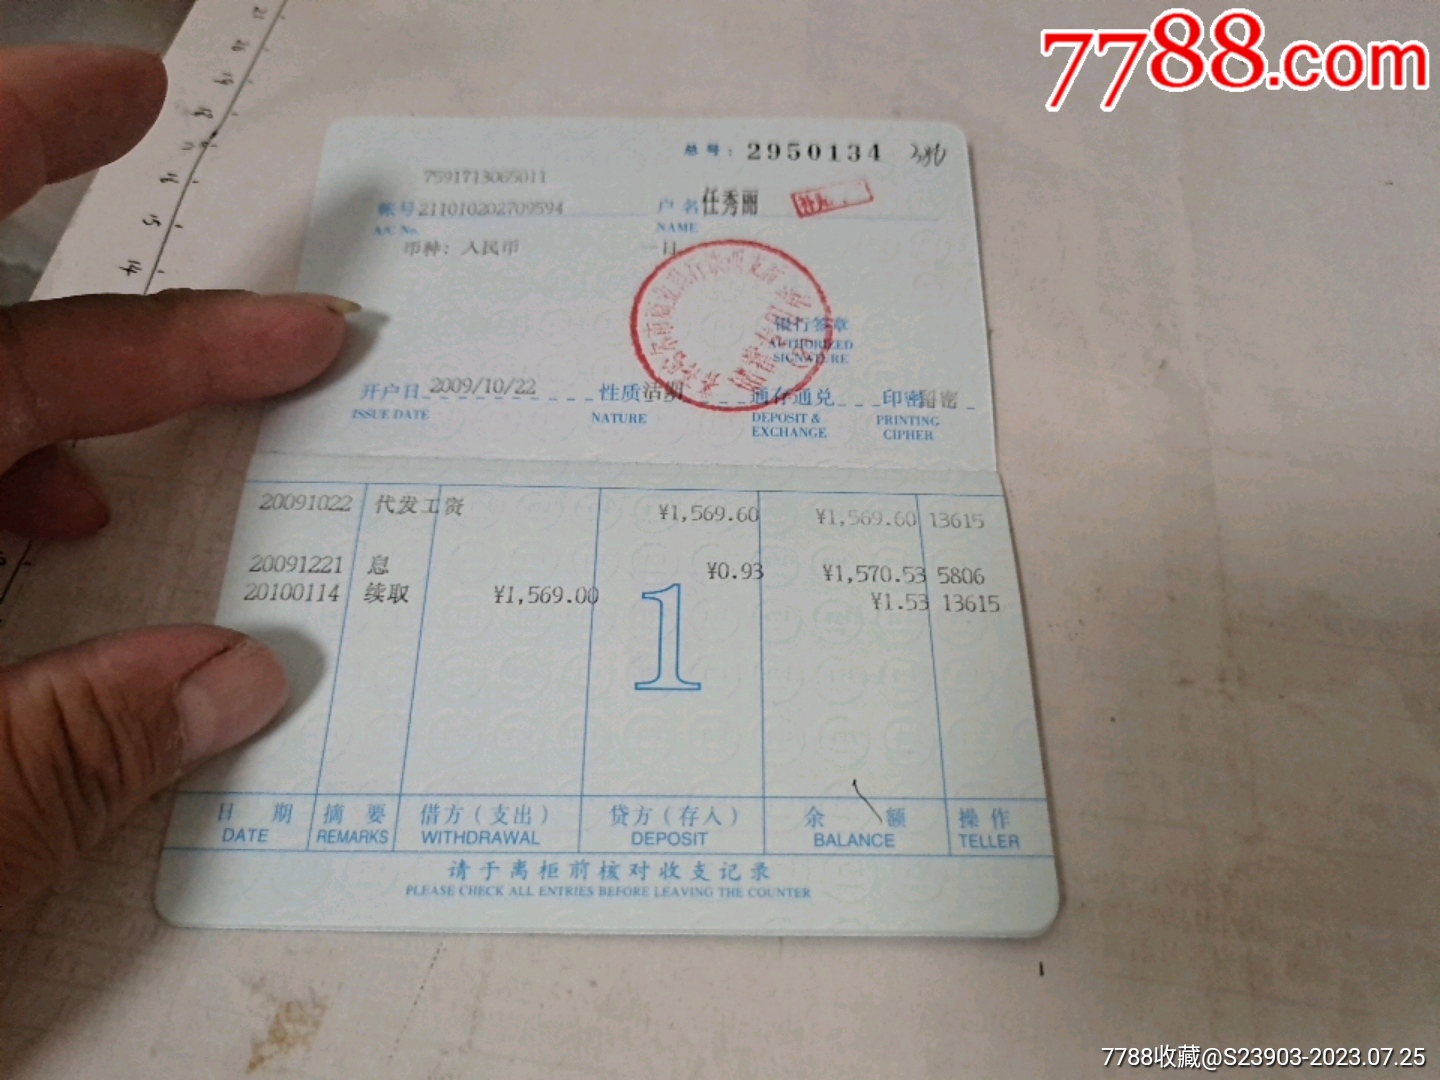 7788.com
总号: 2950134
7591713065011
帐号 211010202709594 户名 任秀丽
A/C No. NAME
币种: 人民币 一日
银行签章
AUTHORIZED
SIGNATURE
开户日 2009/10/22 性质 活期 通存通兑 印密 留密
ISSUE DATE NATURE DEPOSIT & EXCHANGE PRINTING CIPHER
20091022 代发工资 ¥1,569.60 ¥1,569.60 13615
20091221 息 ¥0.93 ¥1,570.53 5806
20100114 续取 ¥1,569.00 ¥1.53 13615
1
日期 摘要 借方(支出) 贷方(存入) 余额 操作
DATE REMARKS WITHDRAWAL DEPOSIT BALANCE TELLER
请于离柜前核对收支记录
PLEASE CHECK ALL ENTRIES BEFORE LEAVING THE COUNTER
7788收藏@S23903-2023.07.25